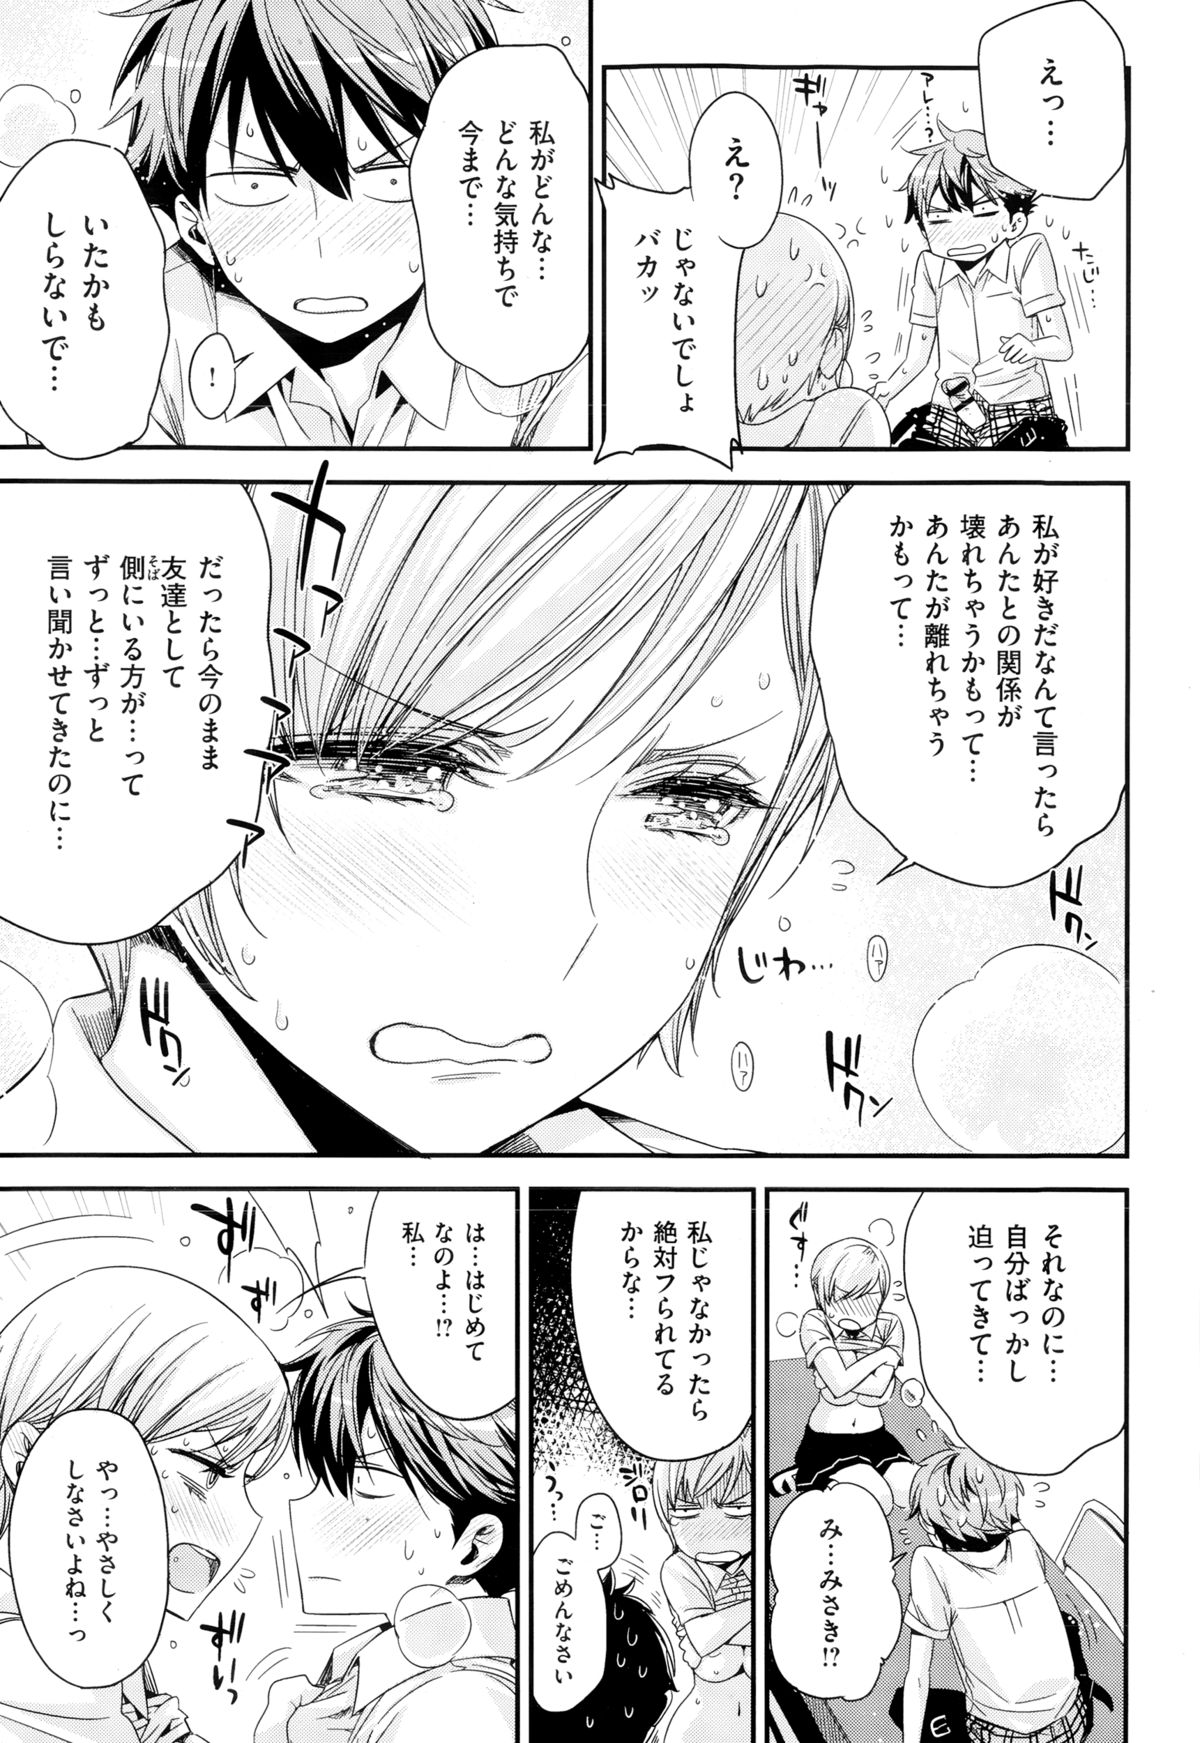 えっ…
アレ…?
ギャー
たじ
え?
じゃないでしょ
バカッ
私がどんな…
どんな気持ちで
今まで…
!
いたかも
しらないで…
私が好きだなんて言ったら
あんたとの関係が
壊れちゃうかもって…
あんたが離れちゃう
かもって…
ドクン
ハァ
じわ…
ハァ
ドクン
だったら今のまま
友達として
側にいる方が…って
そば
ずっと…ずっと
言い聞かせてきたのに…
ドクン
それなのに…
自分ばっかし
迫ってきて…
ぐす…
み…みさき!?
私じゃなかったら
絶対フられてる
からな…
ギロリ
うっ…
ご…
ごめんなさい
は…はじめて
なのよ…!?
私…
やっ…やさしく
しなさいよね…っ